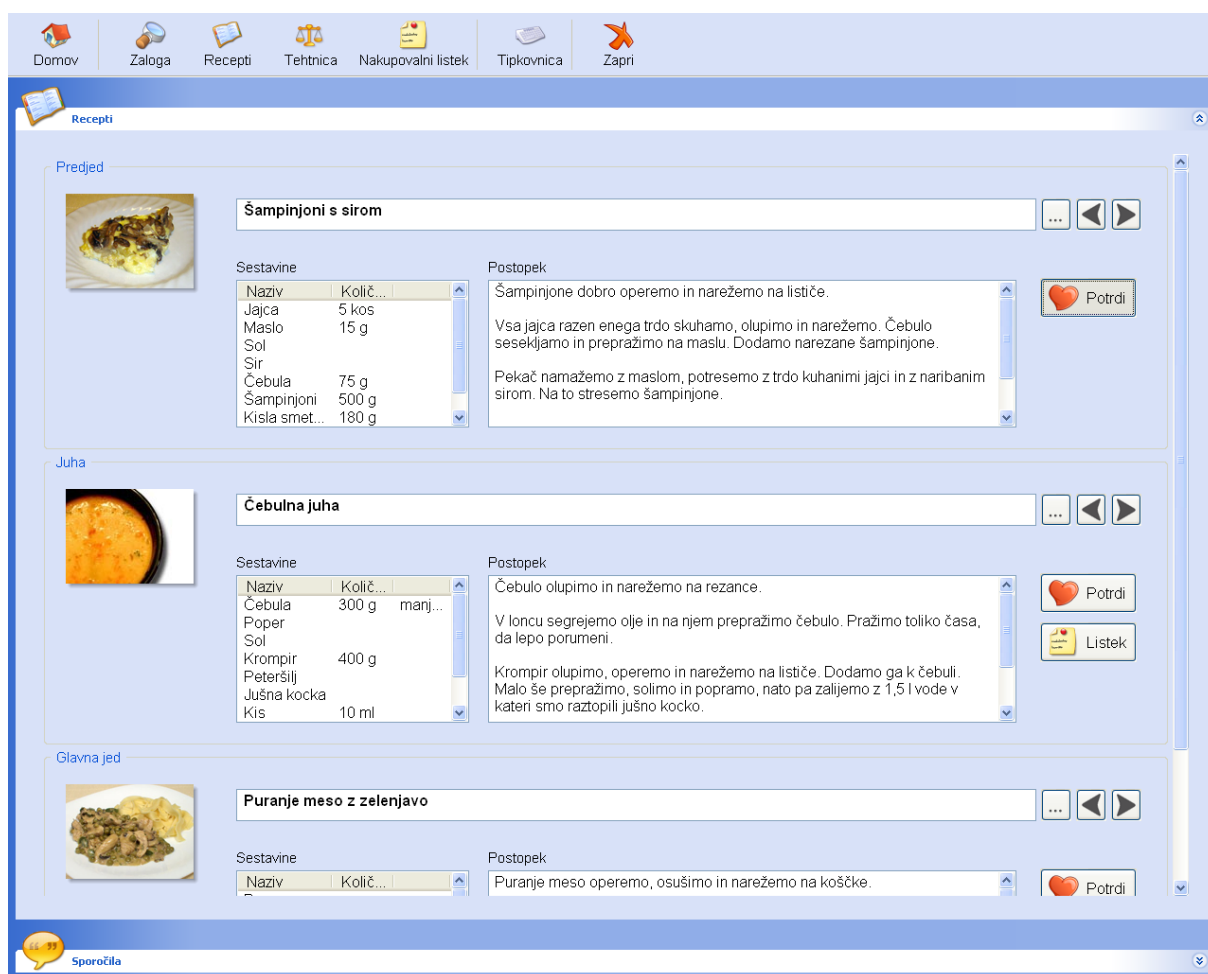 Domov Zaloga Recepti Tehtnica Nakupovalni listek Tipkovnica Zapri
Recepti
Predjed
Šampinjoni s sirom
...
Sestavine
Naziv Količ...
Jajca 5 kos
Maslo 15 g
Sol
Sir
Čebula 75 g
Šampinjoni 500 g
Kisla smet... 180 g
Postopek
Šampinjone dobro operemo in narežemo na lističe.
Vsa jajca razen enega trdo skuhamo, olupimo in narežemo. Čebulo
sesekljamo in prepražimo na maslu. Dodamo narezane šampinjone.
Pekač namažemo z maslom, potresemo z trdo kuhanimi jajci in z naribanim
sirom. Na to stresemo šampinjone.
Potrdi
Juha
Čebulna juha
...
Sestavine
Naziv Količ...
Čebula 300 g manj...
Poper
Sol
Krompir 400 g
Peteršilj
Jušna kocka
Kis 10 ml
Postopek
Čebulo olupimo in narežemo na rezance.
V loncu segrejemo olje in na njem prepražimo čebulo. Pražimo toliko časa,
da lepo porumeni.
Krompir olupimo, operemo in narežemo na lističe. Dodamo ga k čebuli.
Malo še prepražimo, solimo in popramo, nato pa zalijemo z 1,5 l vode v
kateri smo raztopili jušno kocko.
Potrdi
Listek
Glavna jed
Puranje meso z zelenjavo
...
Sestavine
Naziv Količ...
Postopek
Puranje meso operemo, osušimo in narežemo na koščke.
Potrdi
Sporočila